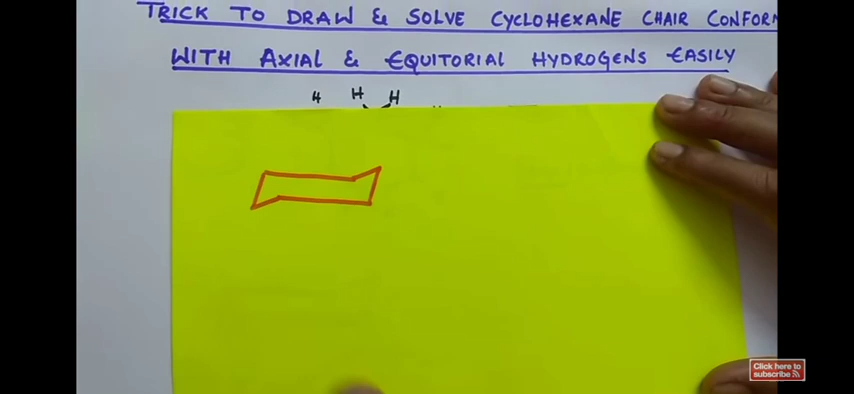 TRICK TO DRAW & SOLVE CYCLOHEXANE CHAIR CONFORM
WITH AXIAL & EQUITORIAL HYDROGENS EASILY
H H H
Click here to
subscribe